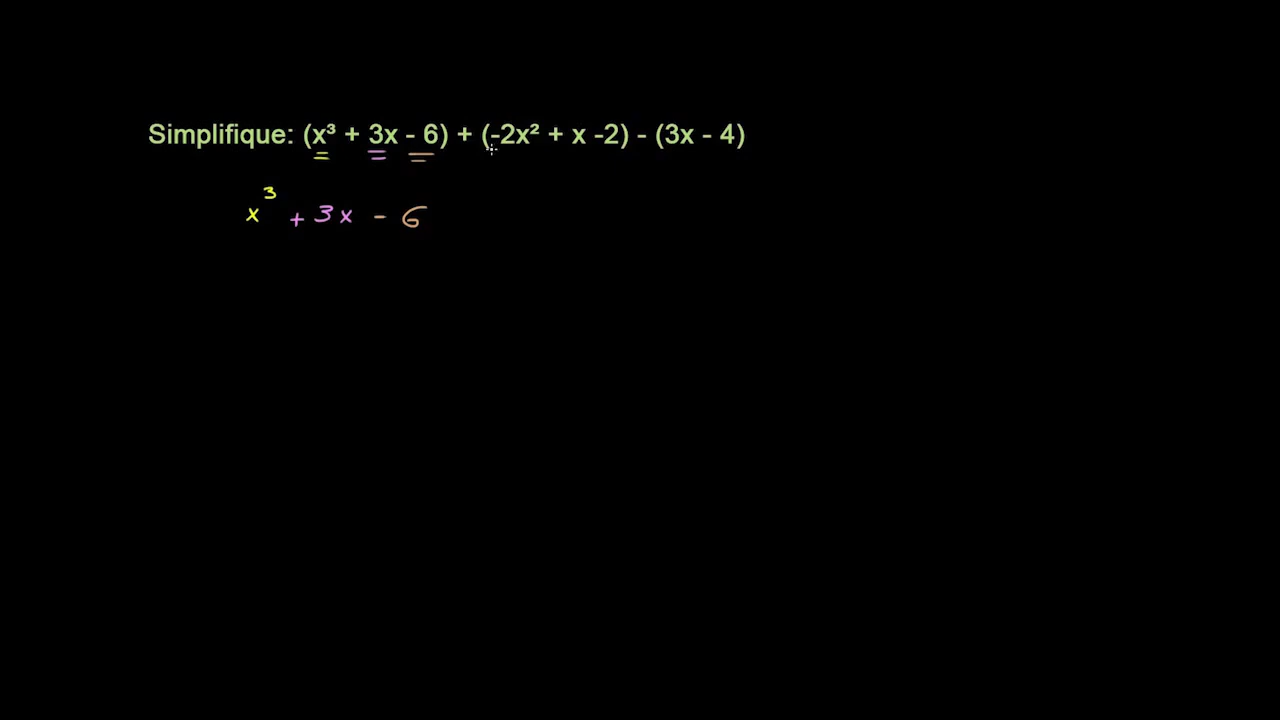 Simplifique: (x³ + 3x - 6) + (-2x² + x -2) - (3x - 4)
x³ + 3x - 6